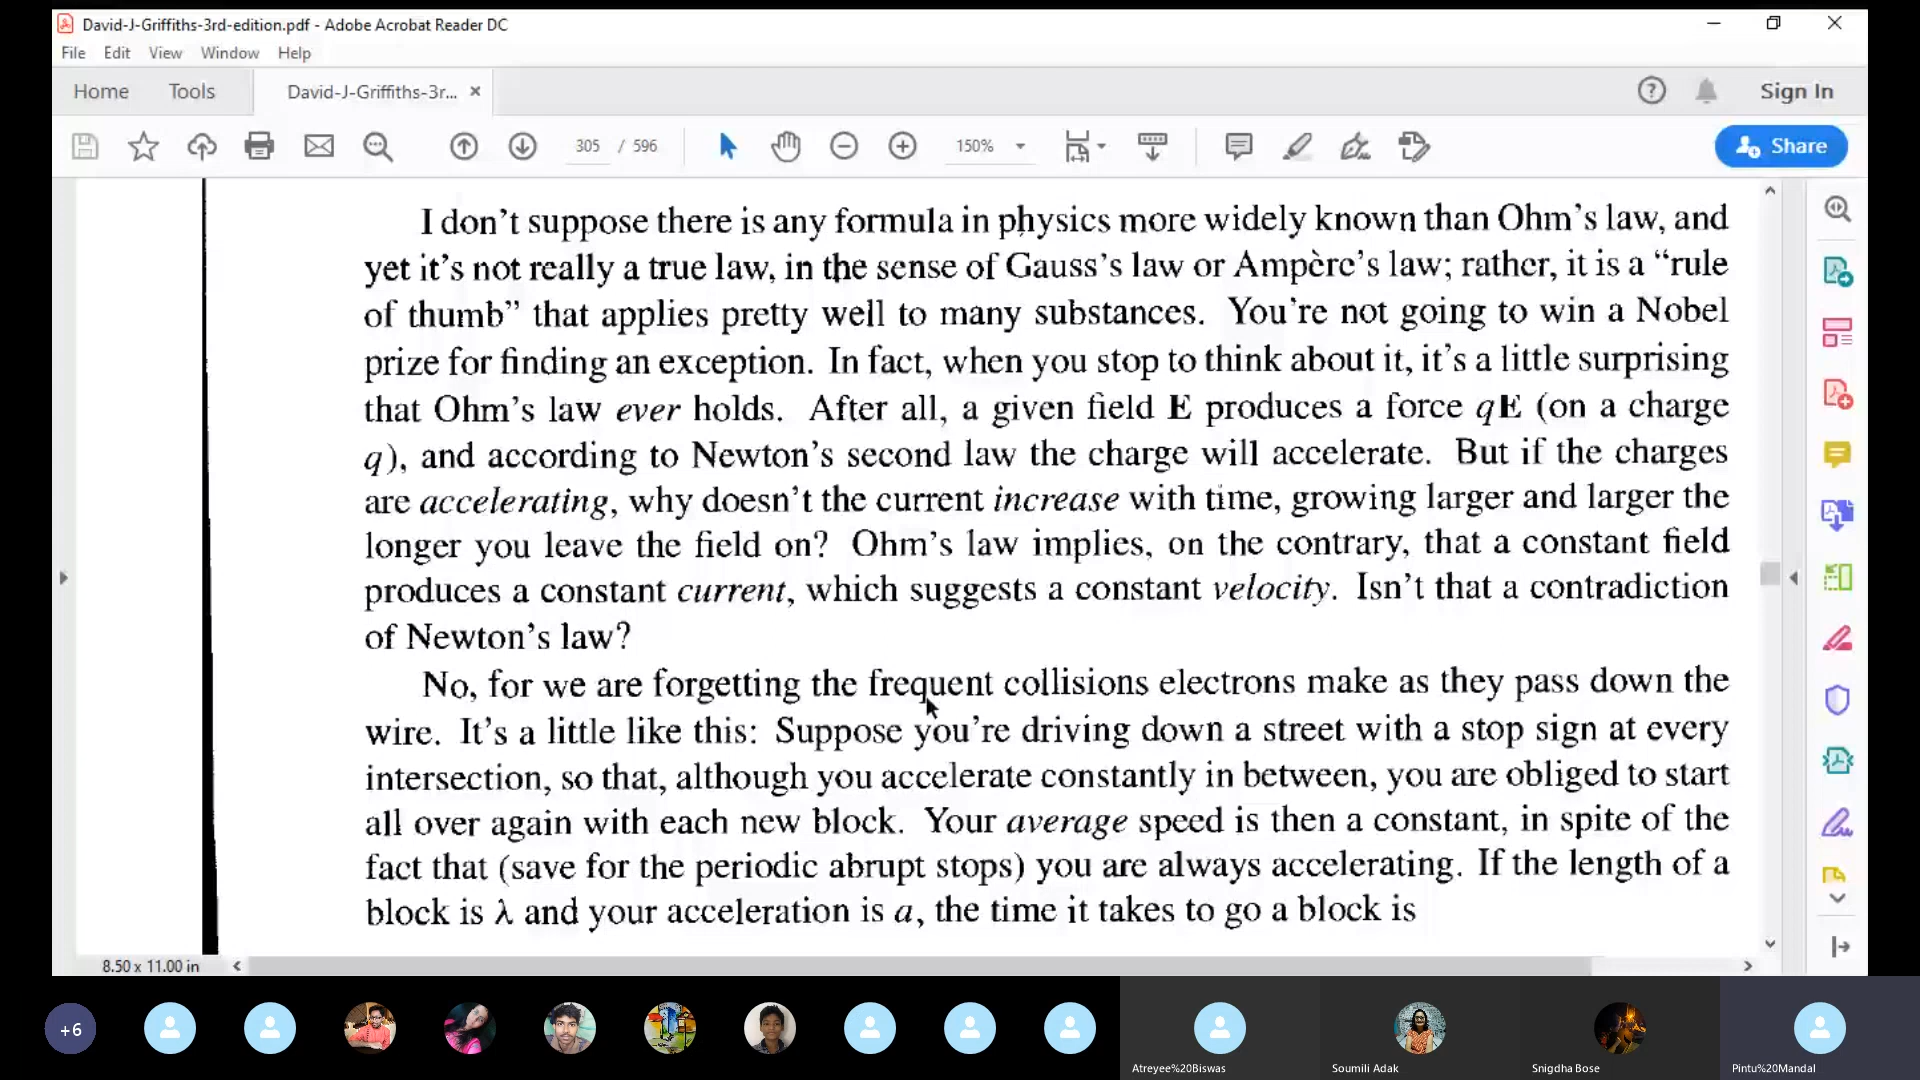 David-J-Griffiths-3rd-edition.pdf - Adobe Acrobat Reader DC
File Edit View Window Help
Home Tools David-J-Griffiths-3r... × Sign In
305 / 596 150% Share
I don't suppose there is any formula in physics more widely known than Ohm's law, and
yet it's not really a true law, in the sense of Gauss's law or Ampère's law; rather, it is a “rule
of thumb” that applies pretty well to many substances. You're not going to win a Nobel
prize for finding an exception. In fact, when you stop to think about it, it's a little surprising
that Ohm's law ever holds. After all, a given field E produces a force qE (on a charge
q), and according to Newton's second law the charge will accelerate. But if the charges
are accelerating, why doesn't the current increase with time, growing larger and larger the
longer you leave the field on? Ohm's law implies, on the contrary, that a constant field
produces a constant current, which suggests a constant velocity. Isn't that a contradiction
of Newton's law?
No, for we are forgetting the frequent collisions electrons make as they pass down the
wire. It's a little like this: Suppose you're driving down a street with a stop sign at every
intersection, so that, although you accelerate constantly in between, you are obliged to start
all over again with each new block. Your average speed is then a constant, in spite of the
fact that (save for the periodic abrupt stops) you are always accelerating. If the length of a
block is λ and your acceleration is a, the time it takes to go a block is
8.50 x 11.00 in
+6
Atreyee%20Biswas Soumili Adak Snigdha Bose Pintu%20Mandal